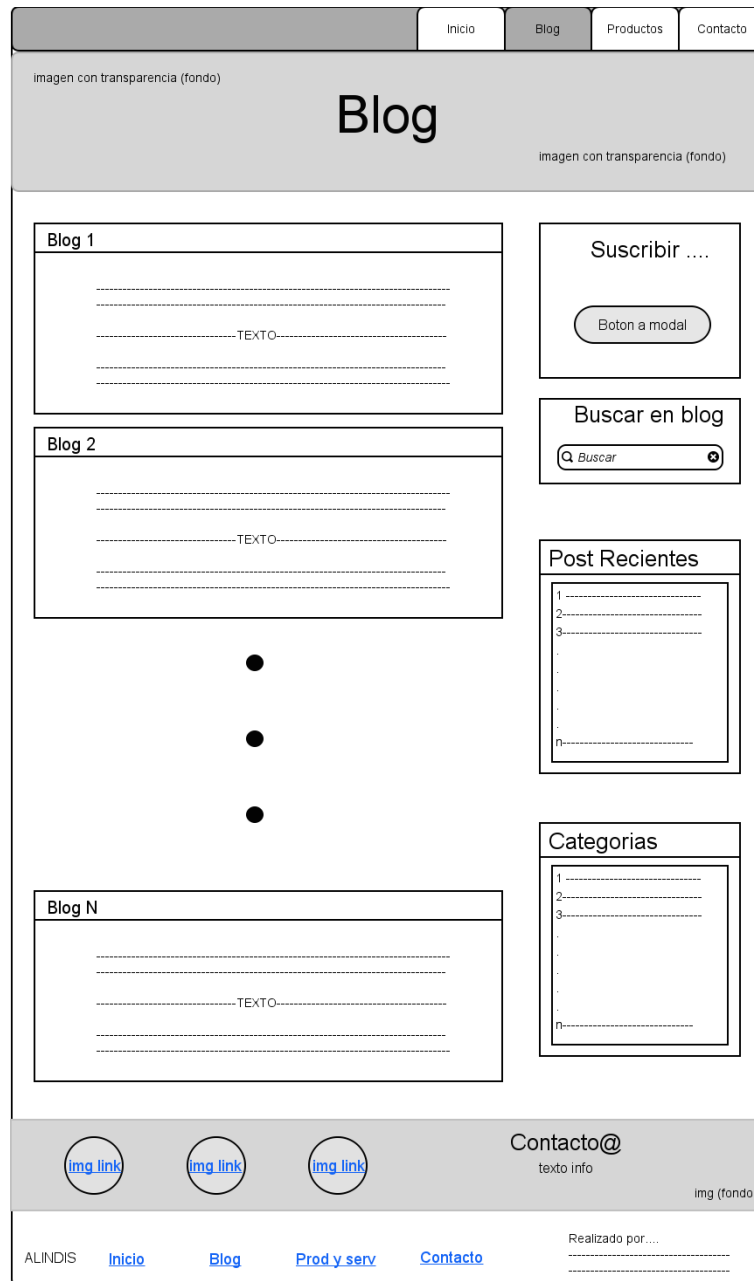 Inicio
Blog
Productos
Contacto
imagen con transparencia (fondo)
Blog
imagen con transparencia (fondo)
Blog 1
TEXTO
Blog 2
TEXTO
Blog N
TEXTO
Suscribir ....
Boton a modal
Buscar en blog
Buscar
Post Recientes
1 -------------------------------
2--------------------------------
3--------------------------------
.
.
.
.
.
n------------------------------
Categorias
1 -------------------------------
2--------------------------------
3--------------------------------
.
.
.
.
.
n------------------------------
img link
img link
img link
Contacto@
texto info
img (fondo
ALINDIS
Inicio
Blog
Prod y serv
Contacto
Realizado por....